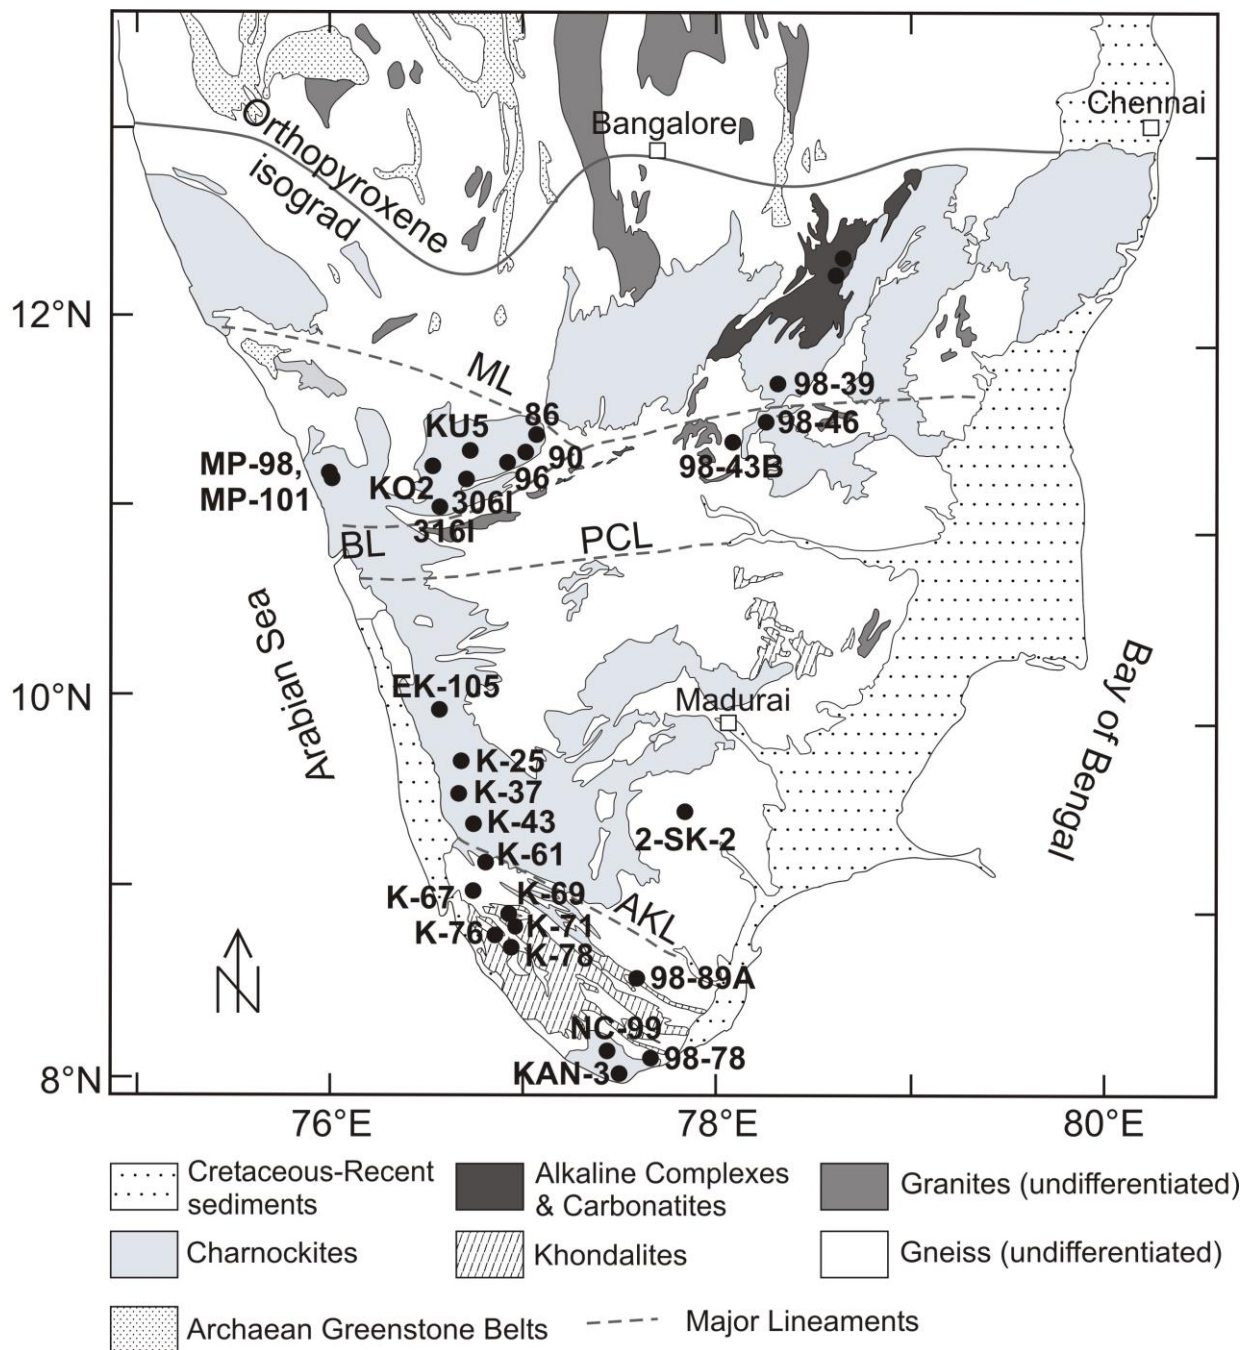 Chennai
Bangalore
Orthopyroxene
isograd
12°N
ML
98-39
86
KU5
98-46
90
98-43B
MP-98,
MP-101
96
KO2
306I
316I
BL
PCL
Arabian Sea
Bay of Bengal
10°N
EK-105
Madurai
K-25
K-37
K-43
2-SK-2
K-61
K-67
K-69
AKL
K-71
K-76
K-78
98-89A
N
NC-99
98-78
KAN-3
8°N
76°E
78°E
80°E
Cretaceous-Recent
sediments
Alkaline Complexes
& Carbonatites
Granites (undifferentiated)
Charnockites
Khondalites
Gneiss (undifferentiated)
Archaean Greenstone Belts
Major Lineaments